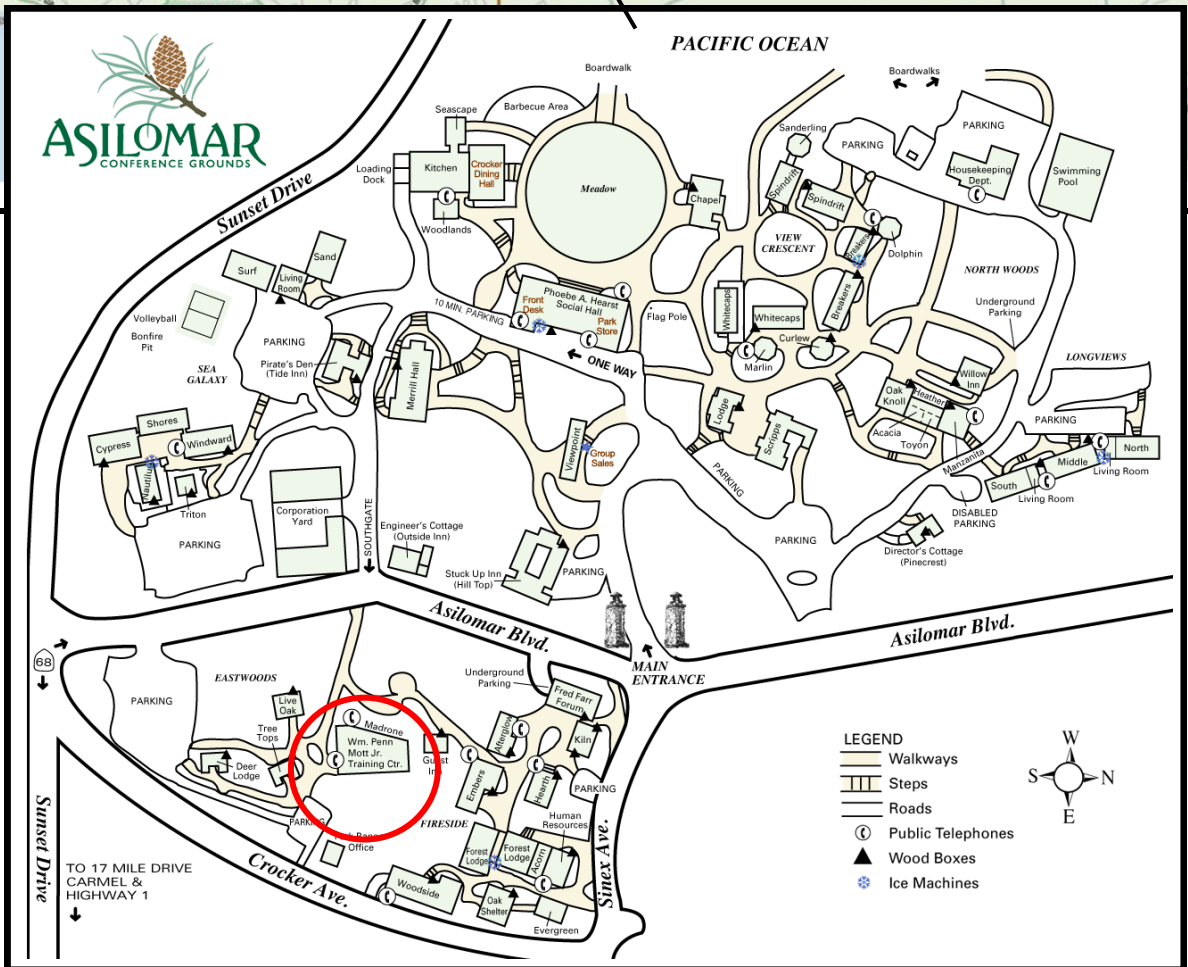 PACIFIC OCEAN
ASILOMAR
CONFERENCE GROUNDS
Boardwalk
Boardwalks
Barbecue Area
Seascape
Loading
Dock
Kitchen
Crocker
Dining
Hall
Woodlands
Meadow
Chapel
Sanderling
Spindrift
Spindrift
PARKING
PARKING
Housekeeping
Dept.
Swimming
Pool
Sunset Drive
VIEW
CRESCENT
Breakers
Dolphin
Breakers
NORTH WOODS
Underground
Parking
Surf
Living
Room
Sand
Volleyball
Bonfire
Pit
PARKING
SEA
GALAXY
Pirate's Den
(Tide Inn)
10 MIN. PARKING
Front
Desk
Phoebe A. Hearst
Social Hall
Park
Store
Flag Pole
ONE WAY
Whitecaps
Whitecaps
Curlew
Marlin
LONGVIEWS
Merrill Hall
Lodge
Scripps
Oak
Knoll
Heather
Willow
Inn
Acacia
Toyon
Manzanita
PARKING
North
Middle
South
Living Room
Living Room
DISABLED
PARKING
Shores
Cypress
Windward
Nautilus
Triton
PARKING
Corporation
Yard
SOUTHGATE
Viewpoint
Group
Sales
PARKING
PARKING
Engineer's Cottage
(Outside Inn)
Stuck Up Inn
(Hill Top)
PARKING
Director's Cottage
(Pinecrest)
Asilomar Blvd.
Asilomar Blvd.
MAIN
ENTRANCE
68
PARKING
EASTWOODS
Live
Oak
Tree
Tops
Deer
Lodge
Madrone
Wm. Penn
Mott Jr.
Training Ctr.
Guest
Inn
Underground
Parking
Fred Farr
Forum
Afterglow
Kiln
Embers
Hearth
PARKING
FIRESIDE
Human
Resources
PARKING
Office
Forest
Lodge
Forest
Lodge
Acorn
Woodside
Oak
Shelter
Evergreen
Sinex Ave.
Crocker Ave.
Sunset Drive
TO 17 MILE DRIVE
CARMEL &
HIGHWAY 1
LEGEND
Walkways
Steps
Roads
Public Telephones
Wood Boxes
Ice Machines
W
S
N
E